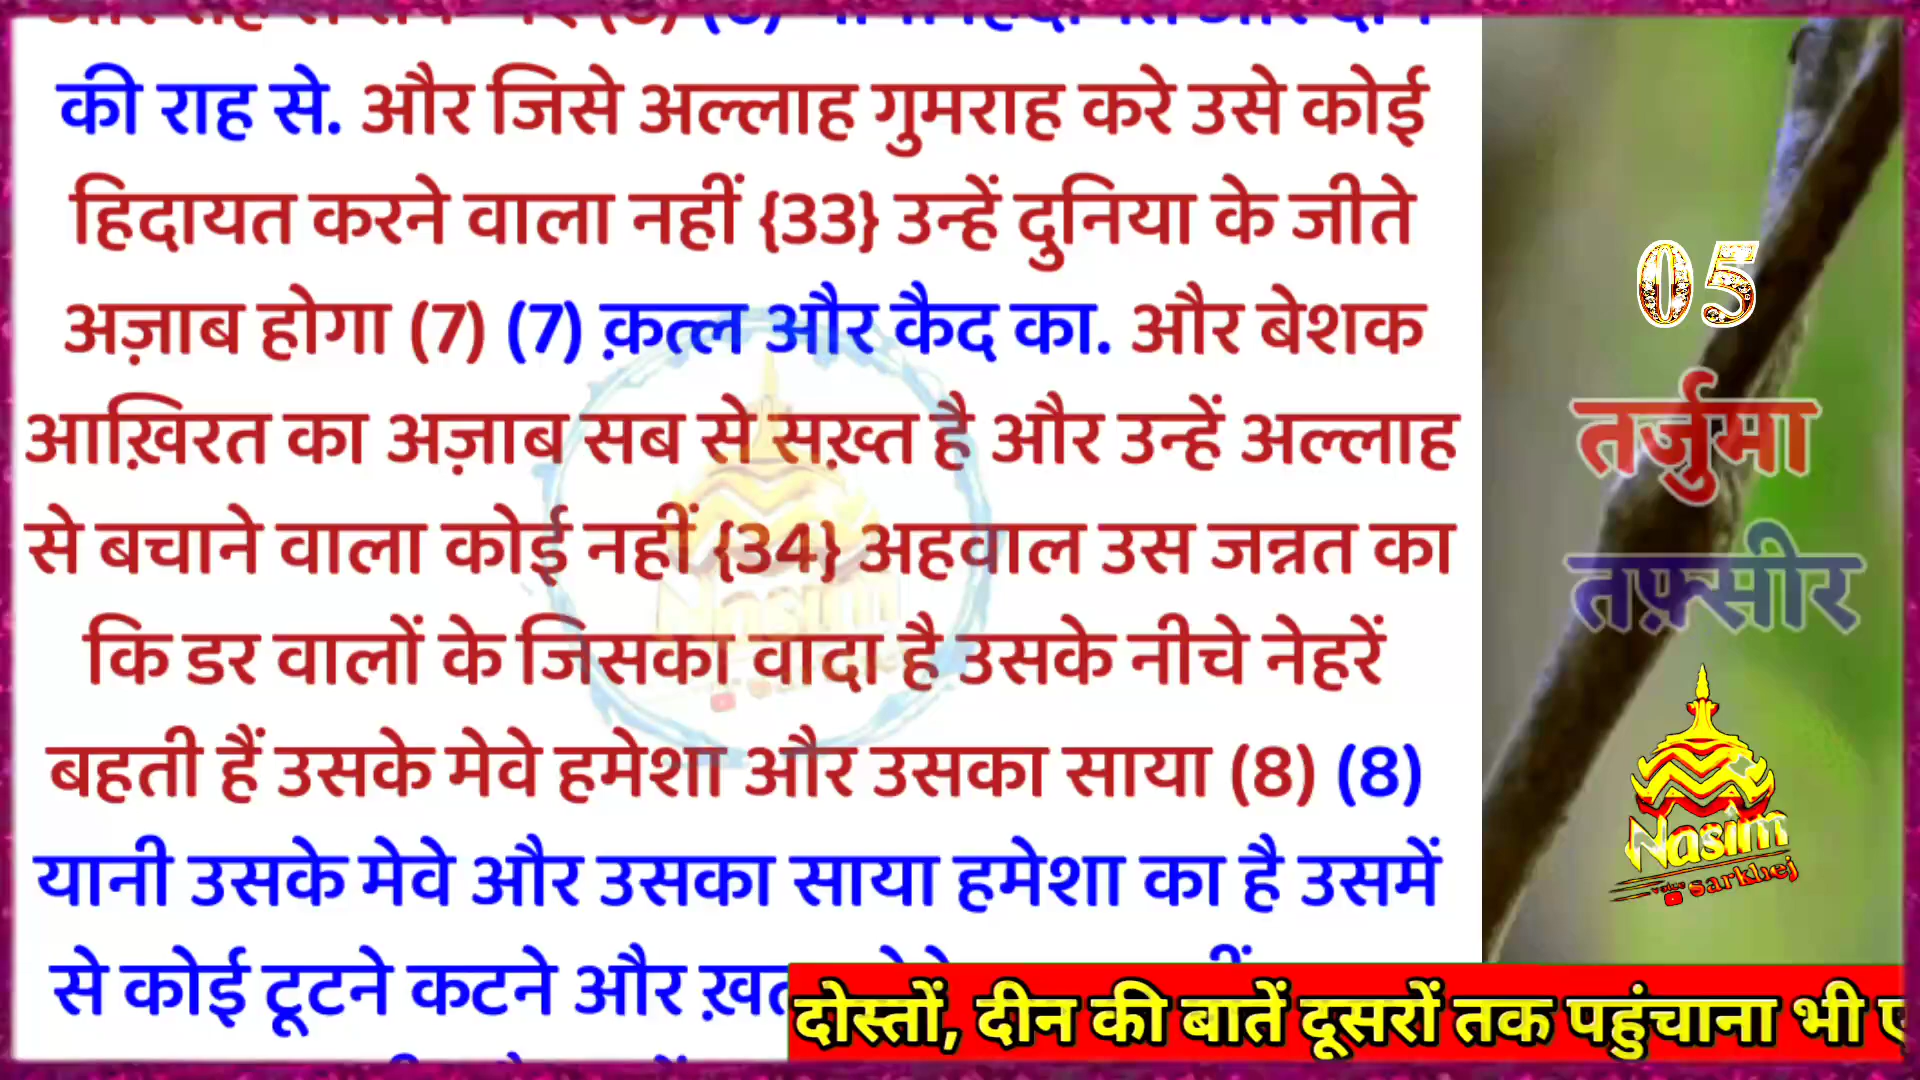 की राह से. और जिसे अल्लाह गुमराह करे उसे कोई
हिदायत करने वाला नहीं {33} उन्हें दुनिया के जीते
अज़ाब होगा (7) (7) क़त्ल और कैद का. और बेशक
आख़िरत का अज़ाब सब से सख़्त है और उन्हें अल्लाह
से बचाने वाला कोई नहीं {34} अहवाल उस जन्नत का
कि डर वालों के जिसका वादा है उसके नीचे नेहरें
बहती हैं उसके मेवे हमेशा और उसका साया (8) (8)
यानी उसके मेवे और उसका साया हमेशा का है उसमें
से कोई टूटने कटने और
05
तर्जुमा
तफ़्सीर
Nasim
voice sarkhej
दोस्तों, दीन की बातें दूसरों तक पहुंचाना भी